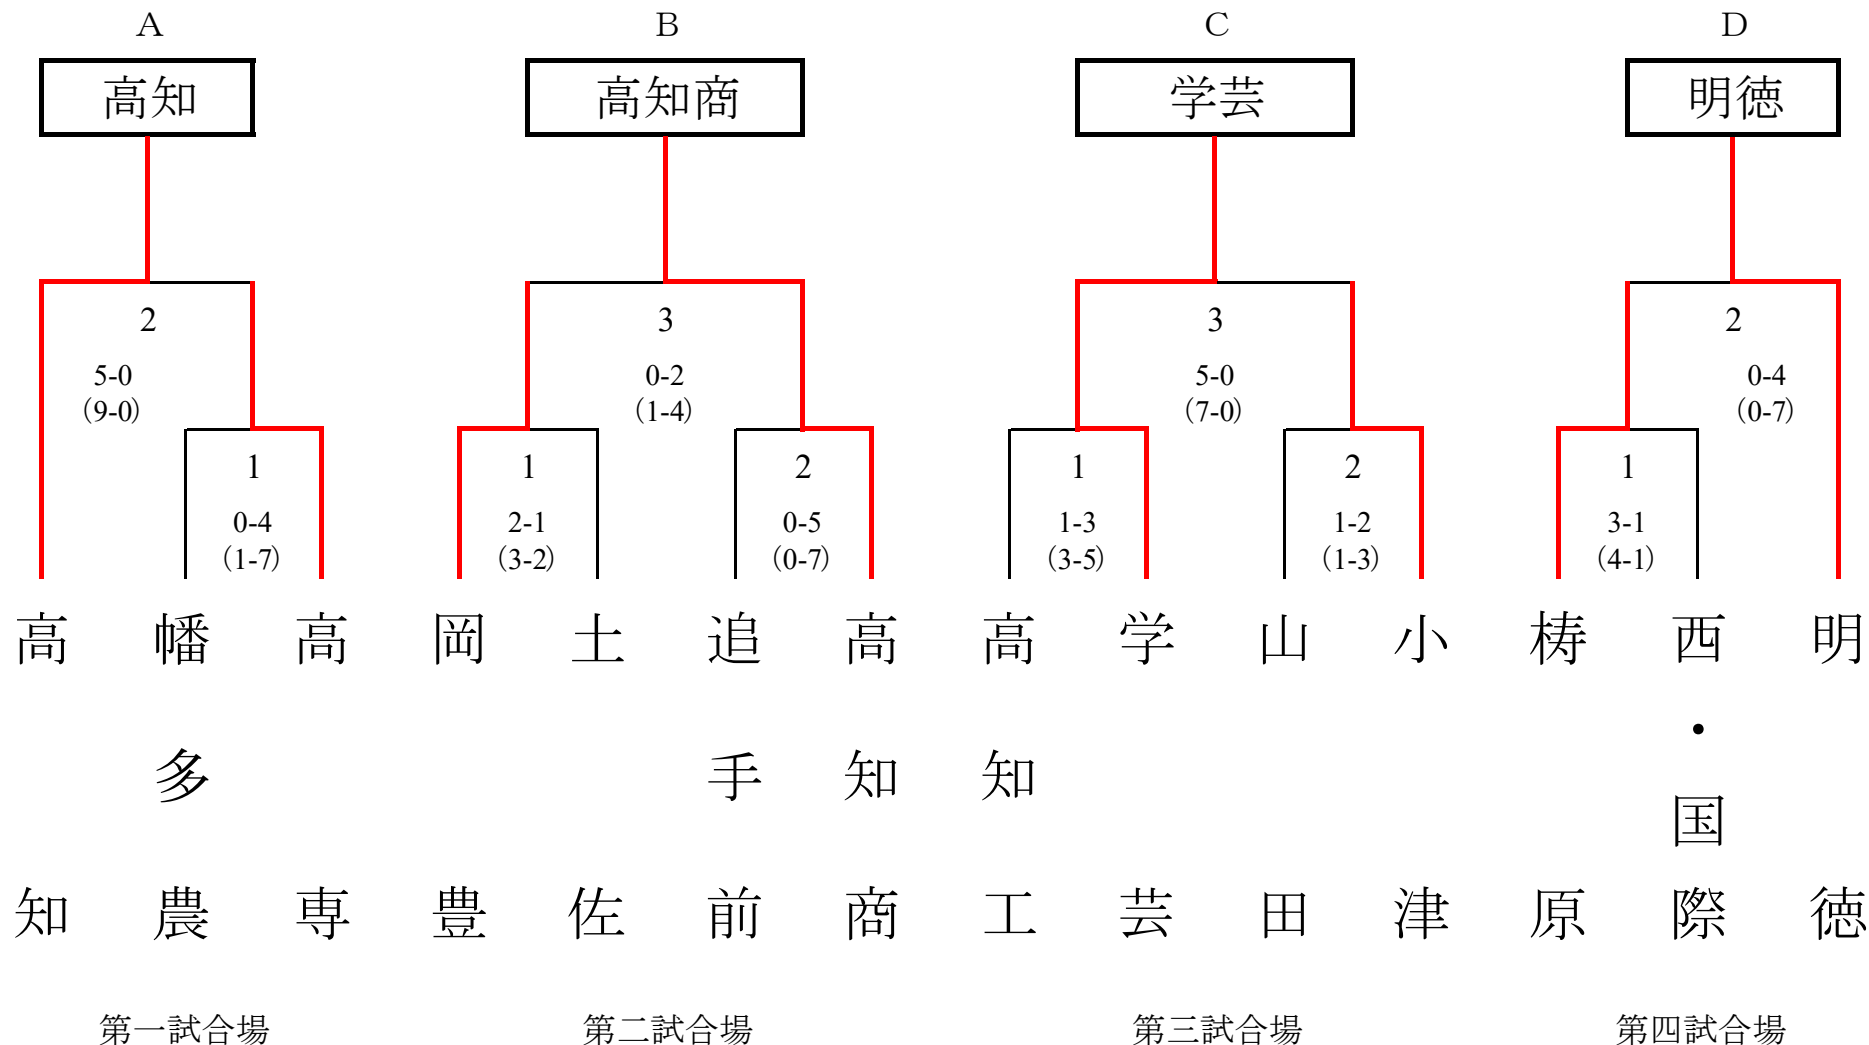 A
B
C
D
高知
高知商
学芸
明徳
2
3
3
2
5-0
(9-0)
0-2
(1-4)
5-0
(7-0)
0-4
(0-7)
1
1
2
1
2
1
0-4
(1-7)
2-1
(3-2)
0-5
(0-7)
1-3
(3-5)
1-2
(1-3)
3-1
(4-1)
高知
幡多農
高専
岡豊
土佐
追手前
高知商
高知工
学芸
山田
小津
梼原
西・国際
明徳
第一試合場
第二試合場
第三試合場
第四試合場